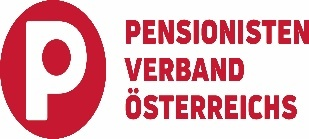 P
PENSIONISTEN
VERBAND
ÖSTERREICHS